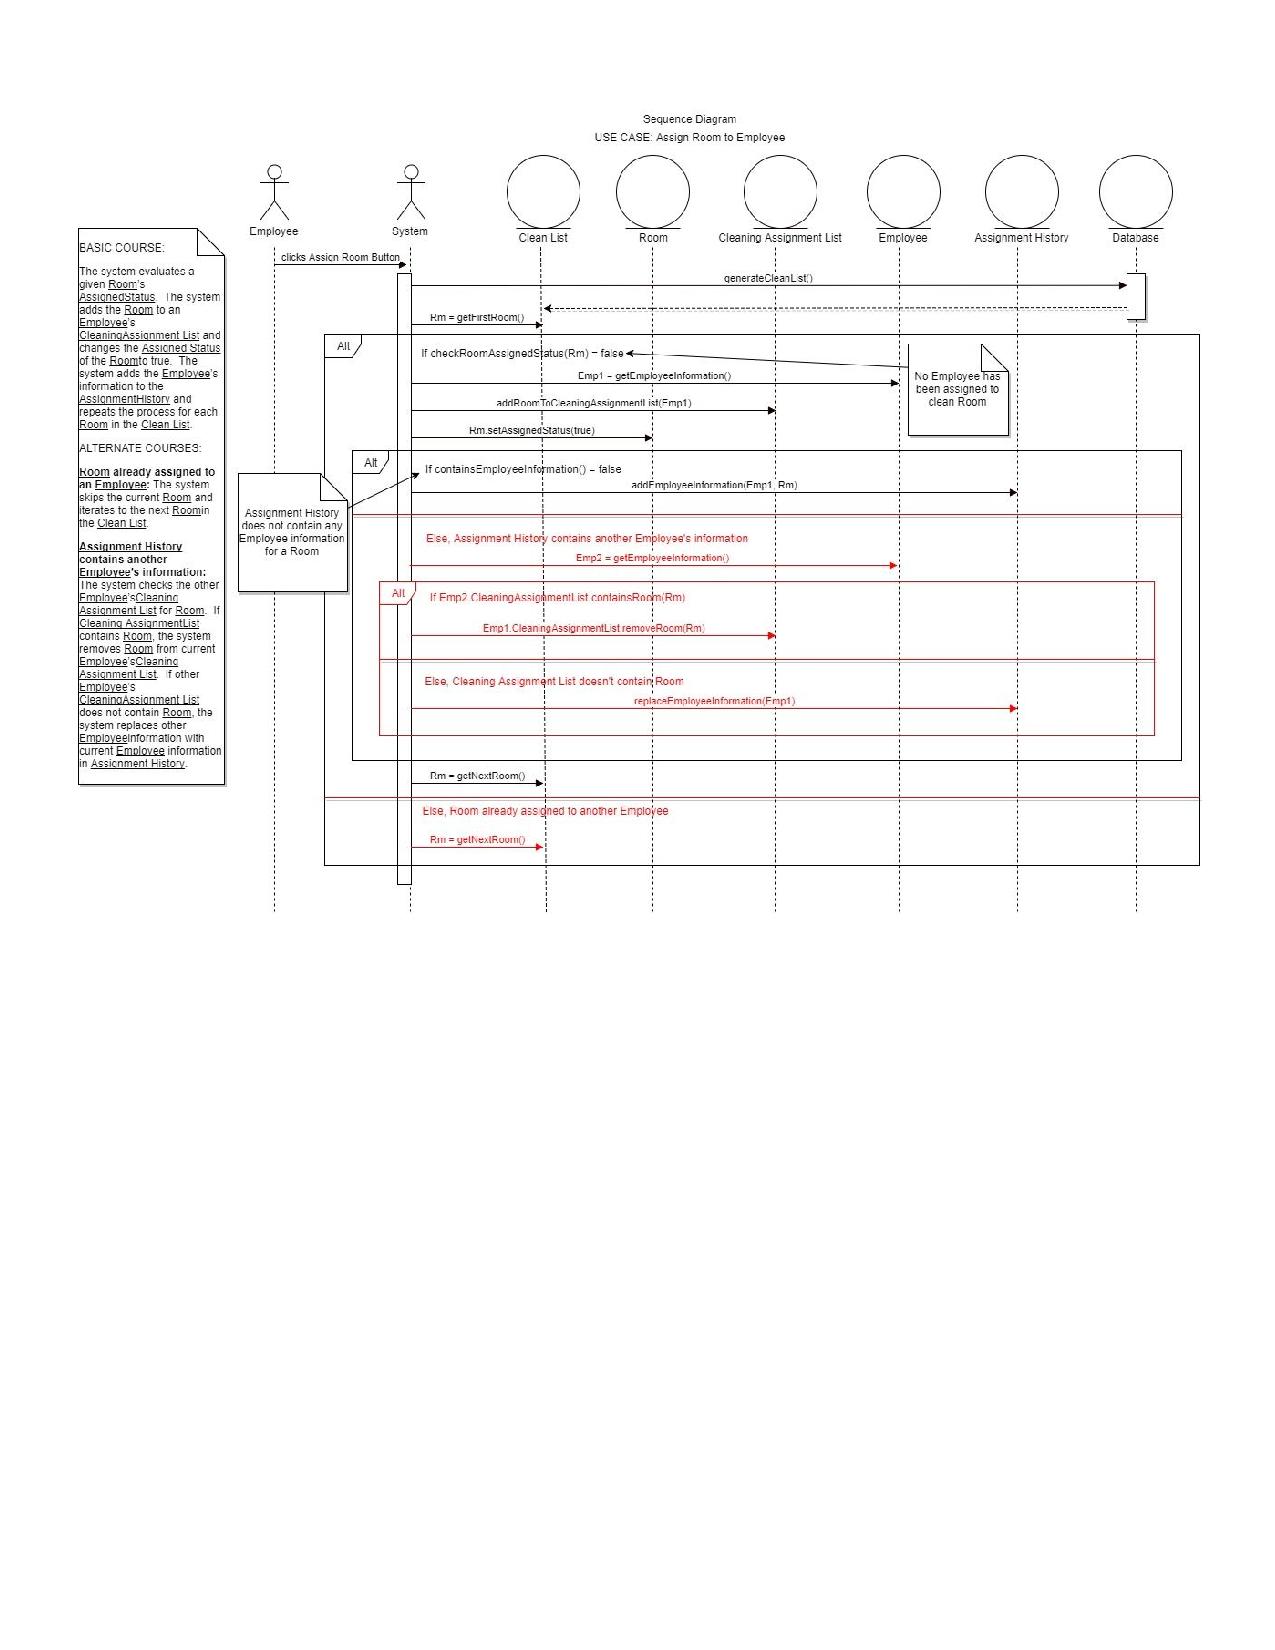 Sequence Diagram
USE CASE: Assign Room to Employee
Employee
System
Clean List
Room
Cleaning Assignment List
Employee
Assignment History
Database
BASIC COURSE:
The system evaluates a
given Room's
AssignedStatus. The system
adds the Room to an
Employee's
CleaningAssignment List and
changes the Assigned Status
of the Roomto true. The
system adds the Employee's
information to the
AssignmentHistory and
repeats the process for each
Room in the Clean List.
ALTERNATE COURSES:
Room already assigned to
an Employee: The system
skips the current Room and
iterates to the next Roomin
the Clean List.
Assignment History
contains another
Employee's information:
The system checks the other
Employee'sCleaning
Assignment List for Room. If
Cleaning AssignmentList
contains Room, the system
removes Room from current
Employee'sCleaning
Assignment List. If other
Employee's
CleaningAssignment List
does not contain Room, the
system replaces other
EmployeeInformation with
current Employee information
in Assignment History.
clicks Assign Room Button
generateCleanList()
Rm = getFirstRoom()
Alt
If checkRoomAssignedStatus(Rm) = false
No Employee has
been assigned to
clean Room
Emp1 = getEmployeeInformation()
addRoomToCleaningAssignmentList(Emp1)
Rm.setAssignedStatus(true)
Alt
If containsEmployeeInformation() = false
Assignment History
does not contain any
Employee information
for a Room
addEmployeeInformation(Emp1, Rm)
Else, Assignment History contains another Employee's information
Emp2 = getEmployeeInformation()
Alt
If Emp2.CleaningAssignmentList.containsRoom(Rm)
Emp1.CleaningAssignmentList.removeRoom(Rm)
Else, Cleaning Assignment List doesn't contain Room
replaceEmployeeInformation(Emp1)
Rm = getNextRoom()
Else, Room already assigned to another Employee
Rm = getNextRoom()